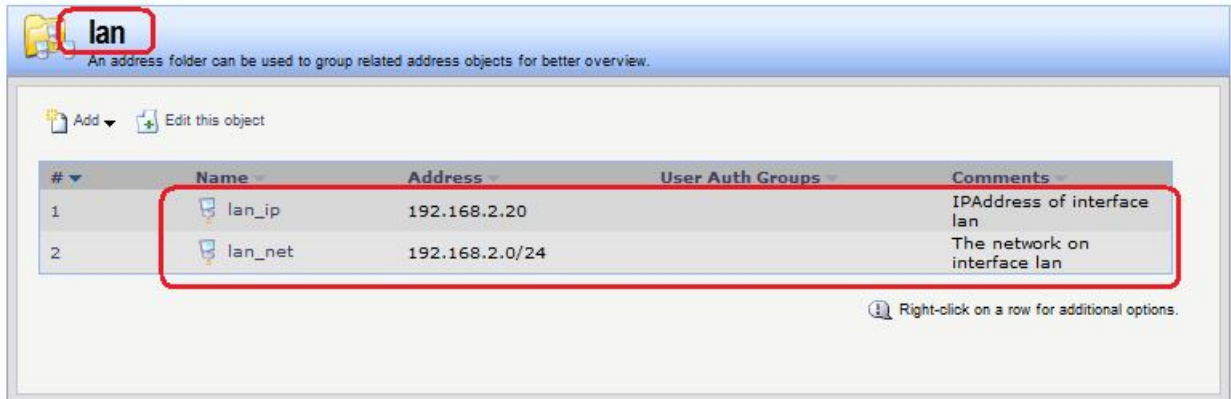 lan
An address folder can be used to group related address objects for better overview.
Add Edit this object
# Name Address User Auth Groups Comments
1 lan_ip 192.168.2.20 IPAddress of interface lan
2 lan_net 192.168.2.0/24 The network on interface lan
Right-click on a row for additional options.